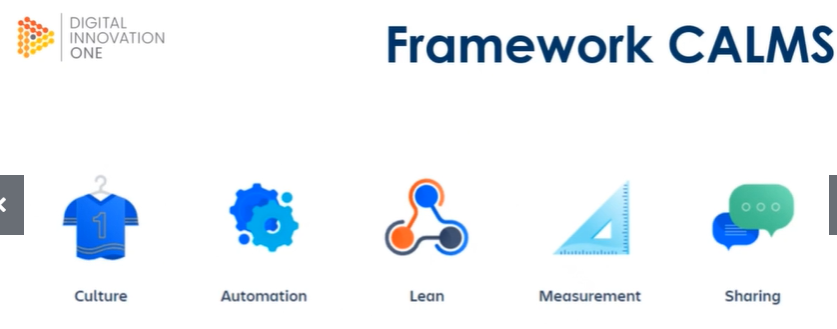 DIGITAL
INNOVATION
ONE
Framework CALMS
1
Culture
Automation
Lean
Measurement
Sharing